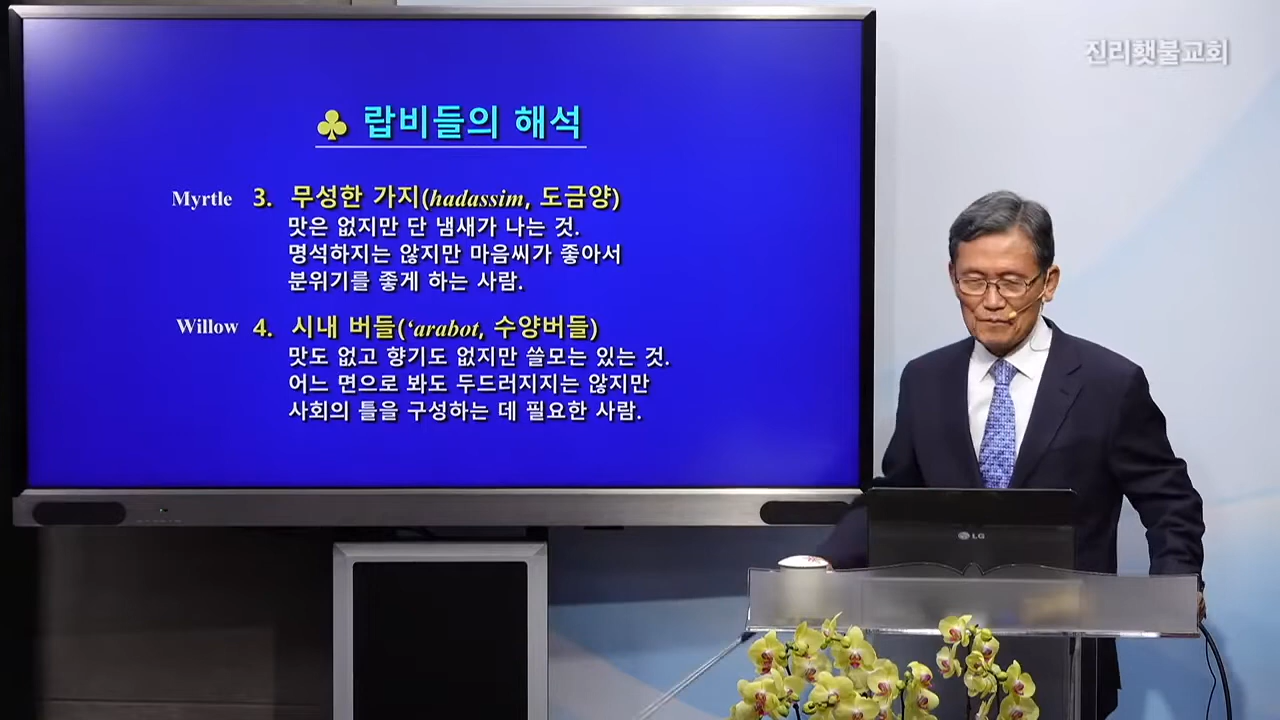 진리횃불교회
♣ 랍비들의 해석
Myrtle 3. 무성한 가지(hadassim, 도금양)
맛은 없지만 단 냄새가 나는 것.
명석하지는 않지만 마음씨가 좋아서
분위기를 좋게 하는 사람.
Willow 4. 시내 버들(‘arabot, 수양버들)
맛도 없고 향기도 없지만 쓸모는 있는 것.
어느 면으로 봐도 두드러지지는 않지만
사회의 틀을 구성하는 데 필요한 사람.
LG